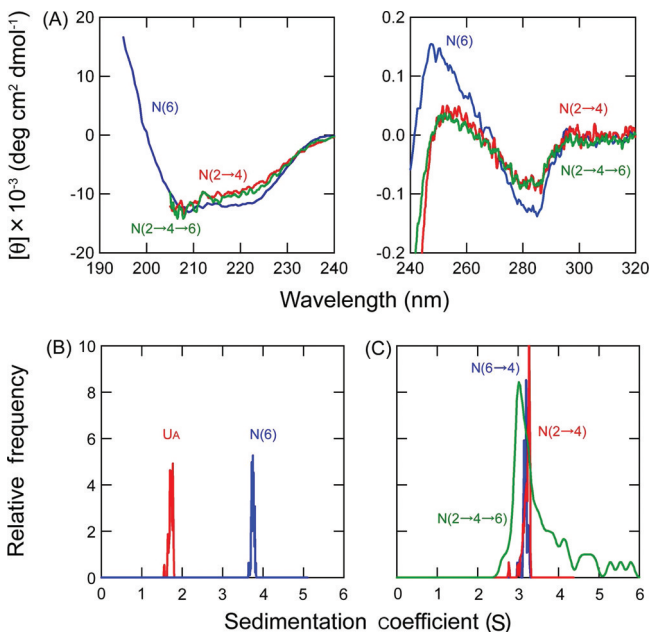 (A)
20
10
0
-10
-20
N(6)
N(2→4)
N(2→4→6)
190 200 210 220 230 240
0.2
0.1
0.0
-0.1
0.2
N(6)
N(2→4)
N(2→4→6)
240 260 280 300 320
[θ] × 10⁻³ (deg cm² dmol⁻¹)
Wavelength (nm)
(B)
10
8
6
4
2
0
UA
N(6)
0 1 2 3 4 5 6
(C)
N(6→4)
N(2→4)
N(2→4→6)
0 1 2 3 4 5 6
Relative frequency
Sedimentation coefficient (S)